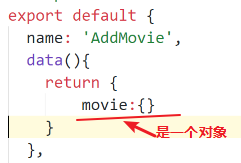 export default {
name: 'AddMovie',
data(){
return {
movie:{}
是一个对象
}
},